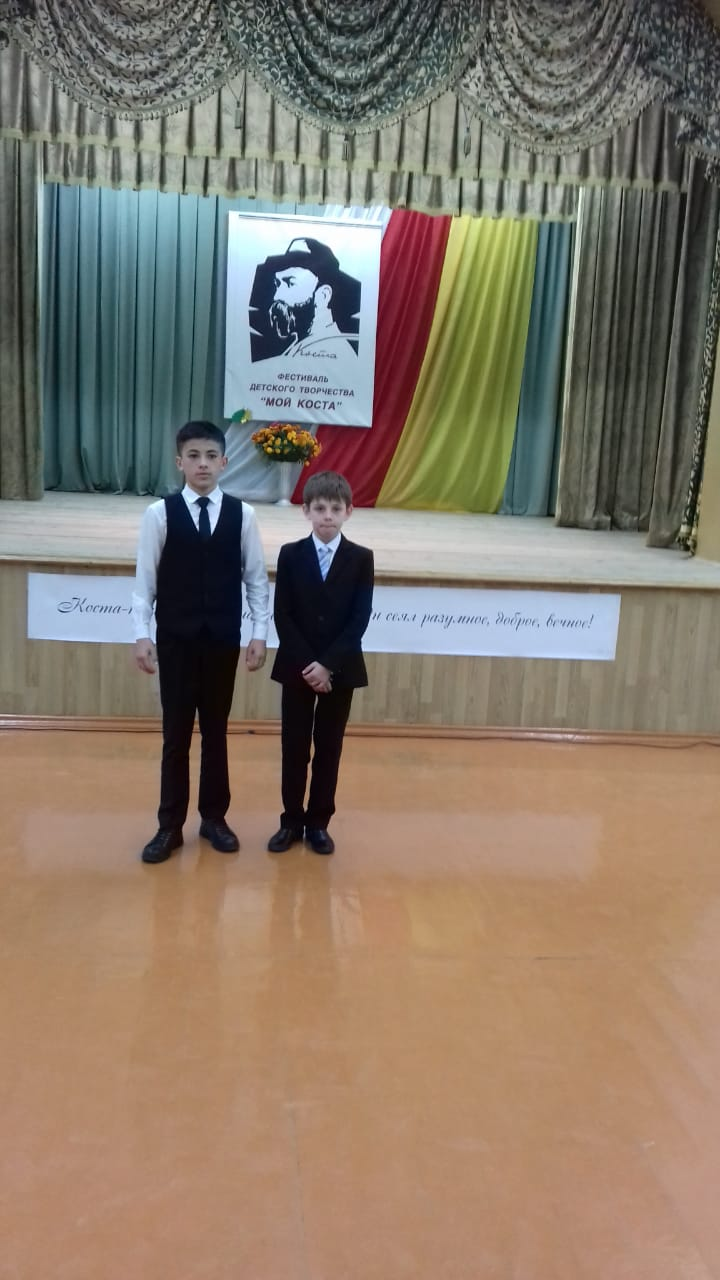 Коста
ФЕСТИВАЛЬ
ДЕТСКОГО ТВОРЧЕСТВА
"МОЙ КОСТА"
Коста- сеял разумное, доброе, вечное!